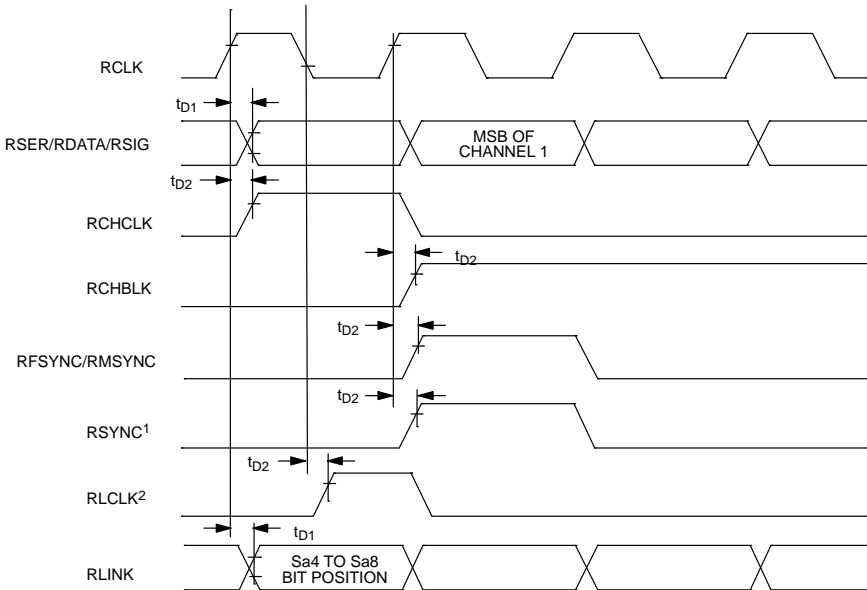 RCLK
tD1
RSER/RDATA/RSIG
MSB OF
CHANNEL 1
tD2
RCHCLK
tD2
RCHBLK
tD2
RFSYNC/RMSYNC
tD2
RSYNC1
tD2
RLCLK2
tD1
RLINK
Sa4 TO Sa8
BIT POSITION